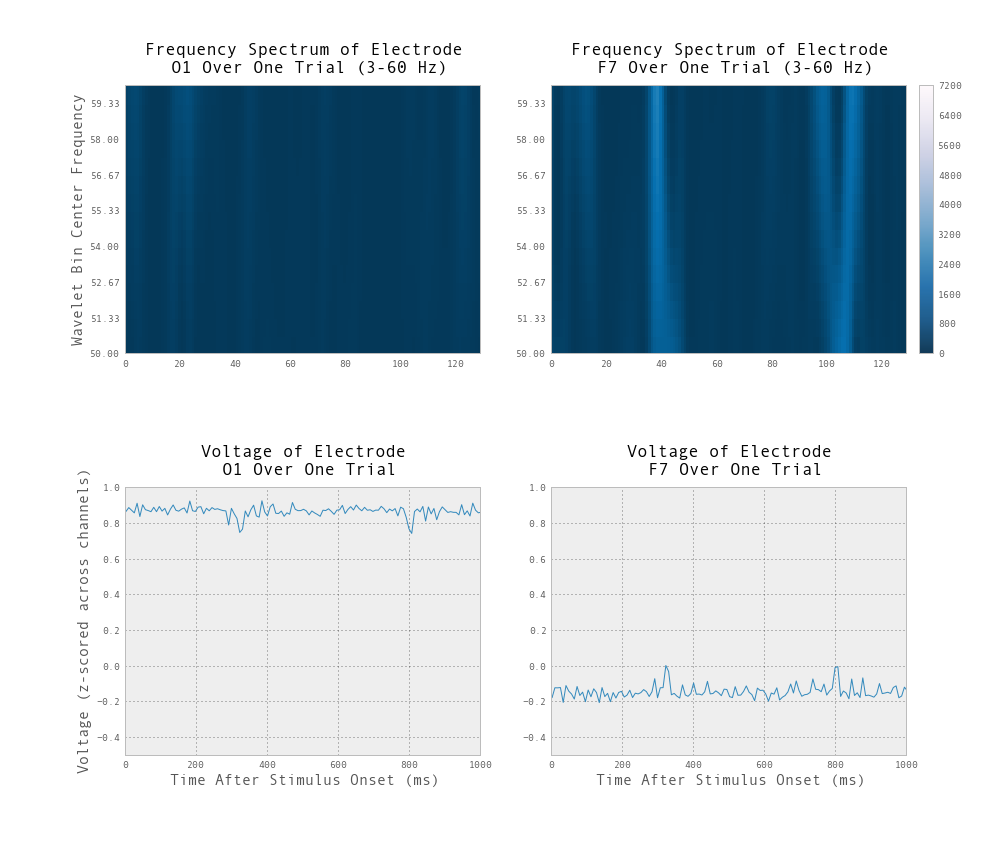 Frequency Spectrum of Electrode
O1 Over One Trial (3-60 Hz)
Wavelet Bin Center Frequency
59.33
58.00
56.67
55.33
54.00
52.67
51.33
50.00
0 20 40 60 80 100 120
Frequency Spectrum of Electrode
F7 Over One Trial (3-60 Hz)
59.33
58.00
56.67
55.33
54.00
52.67
51.33
50.00
0 20 40 60 80 100 120
7200
6400
5600
4800
4000
3200
2400
1600
800
0
Voltage of Electrode
O1 Over One Trial
Voltage (z-scored across channels)
1.0
0.8
0.6
0.4
0.2
0.0
−0.2
−0.4
0 200 400 600 800 1000
Time After Stimulus Onset (ms)
Voltage of Electrode
F7 Over One Trial
1.0
0.8
0.6
0.4
0.2
0.0
−0.2
−0.4
0 200 400 600 800 1000
Time After Stimulus Onset (ms)